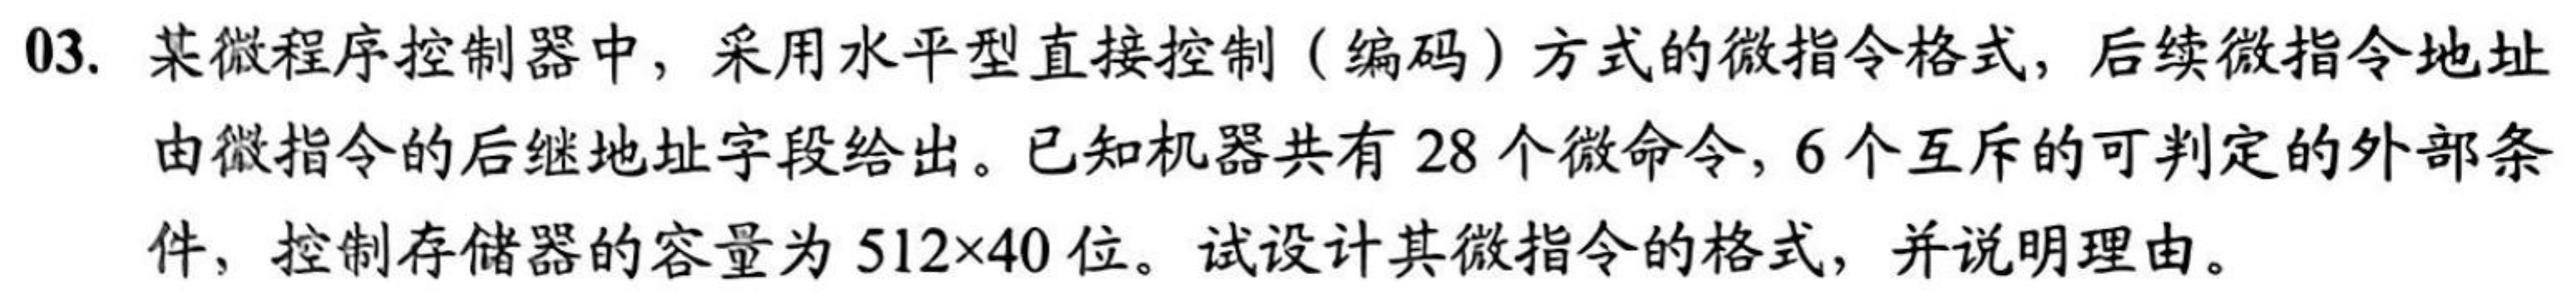 03. 某微程序控制器中，采用水平型直接控制（编码）方式的微指令格式，后续微指令地址
由微指令的后继地址字段给出。已知机器共有 28 个微命令，6 个互斥的可判定的外部条
件，控制存储器的容量为 512×40 位。试设计其微指令的格式，并说明理由。